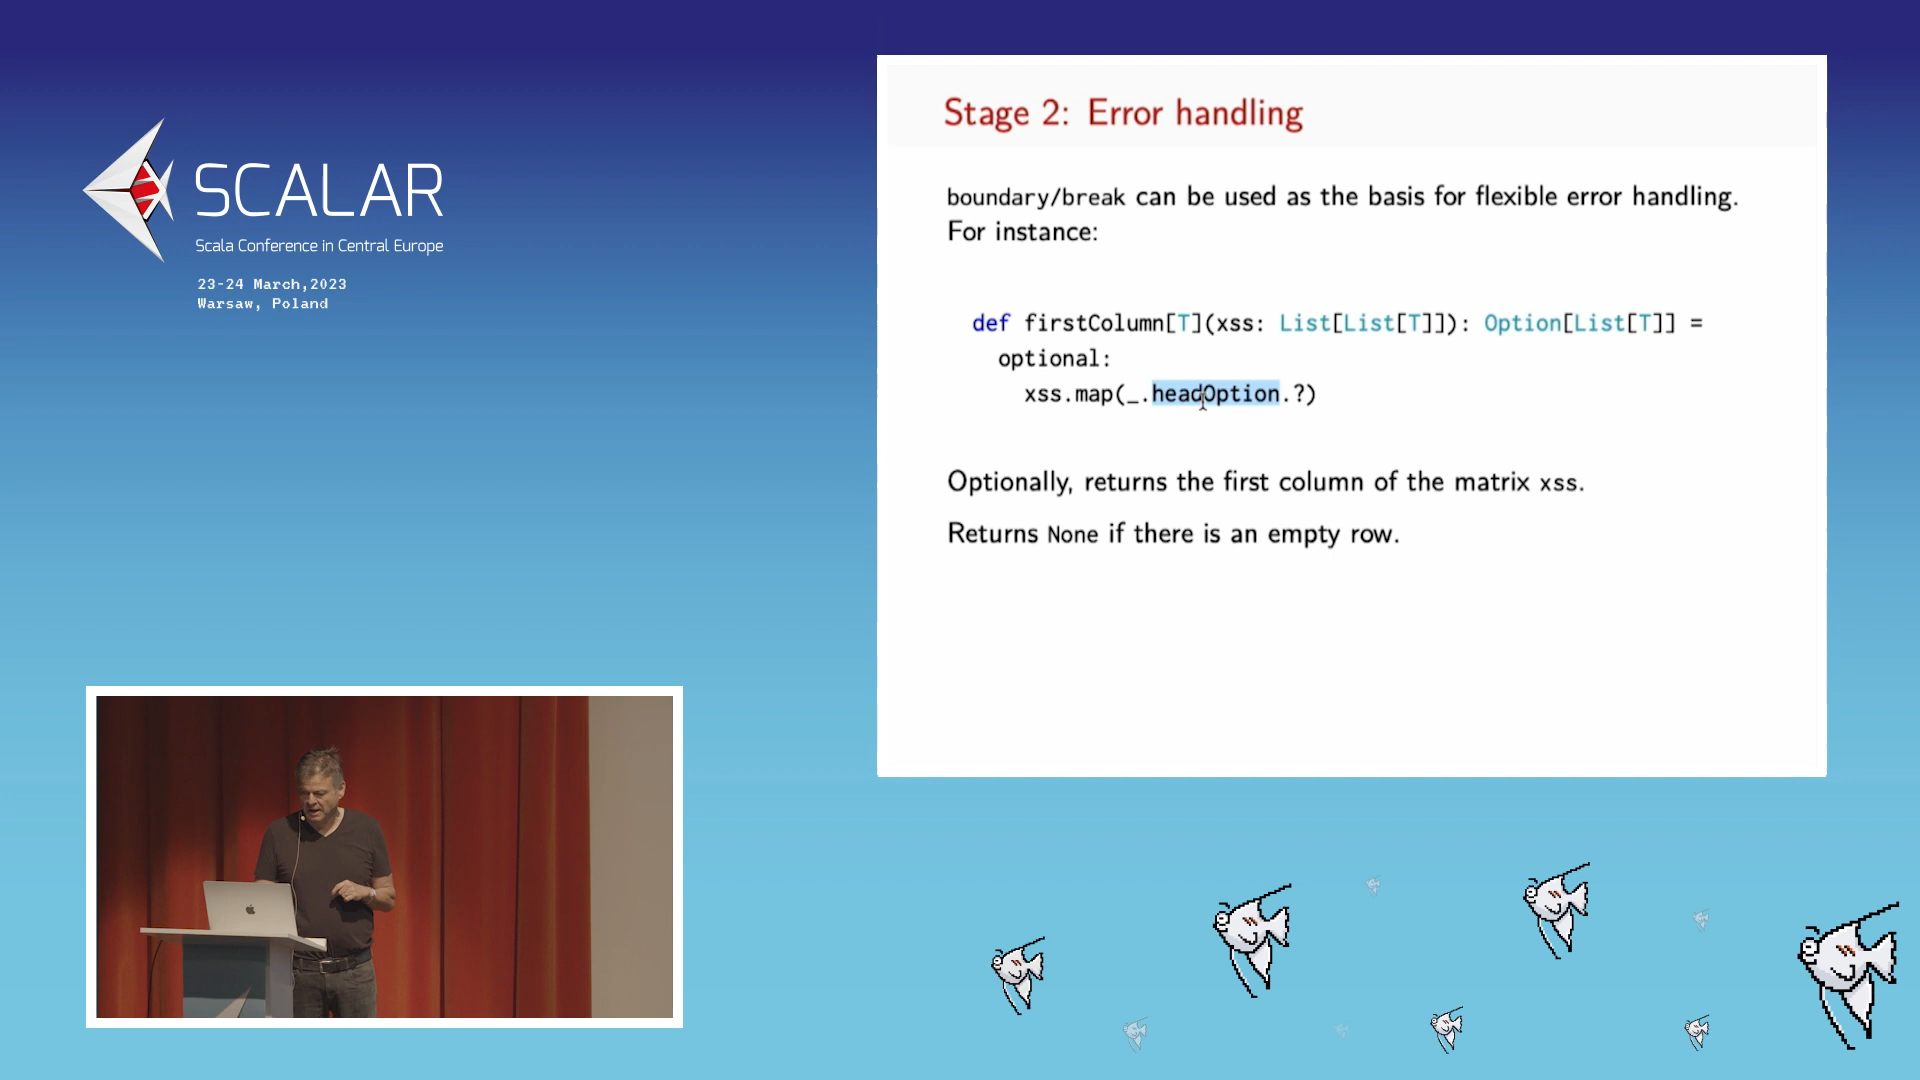 SCALAR
Scala Conference in Central Europe
23-24 March,2023
Warsaw, Poland
Stage 2: Error handling
boundary/break can be used as the basis for flexible error handling.
For instance:
def firstColumn[T](xss: List[List[T]]): Option[List[T]] =
optional:
xss.map(_.headOption.?)
Optionally, returns the first column of the matrix xss.
Returns None if there is an empty row.